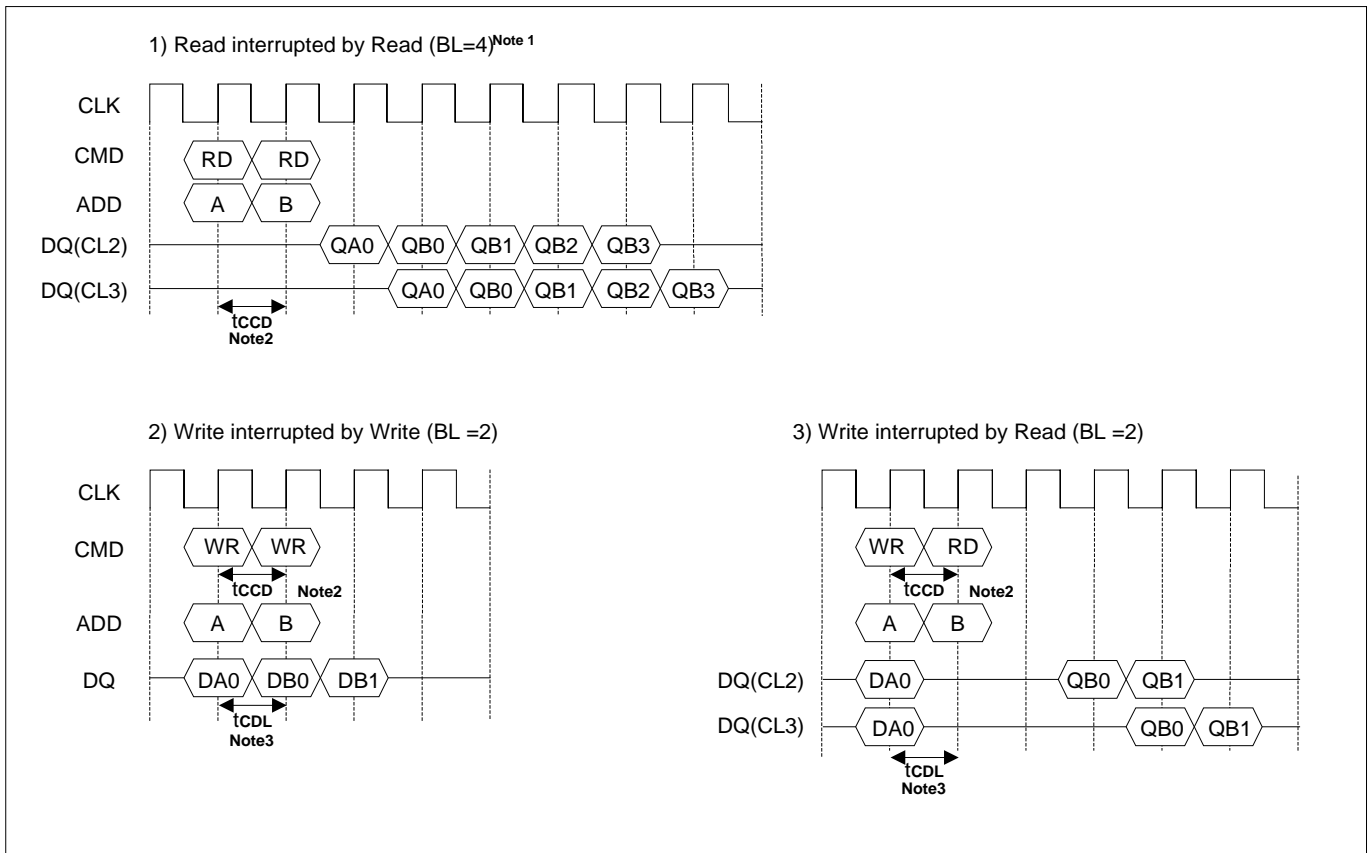 1) Read interrupted by Read (BL=4)Note 1
CLK
CMD RD RD
ADD A B
DQ(CL2) QA0 QB0 QB1 QB2 QB3
DQ(CL3) QA0 QB0 QB1 QB2 QB3
tCCD
Note2
2) Write interrupted by Write (BL =2)
CLK
CMD WR WR
tCCD Note2
ADD A B
DQ DA0 DB0 DB1
tCDL
Note3
3) Write interrupted by Read (BL =2)
WR RD
tCCD Note2
A B
DQ(CL2) DA0 QB0 QB1
DQ(CL3) DA0 QB0 QB1
tCDL
Note3